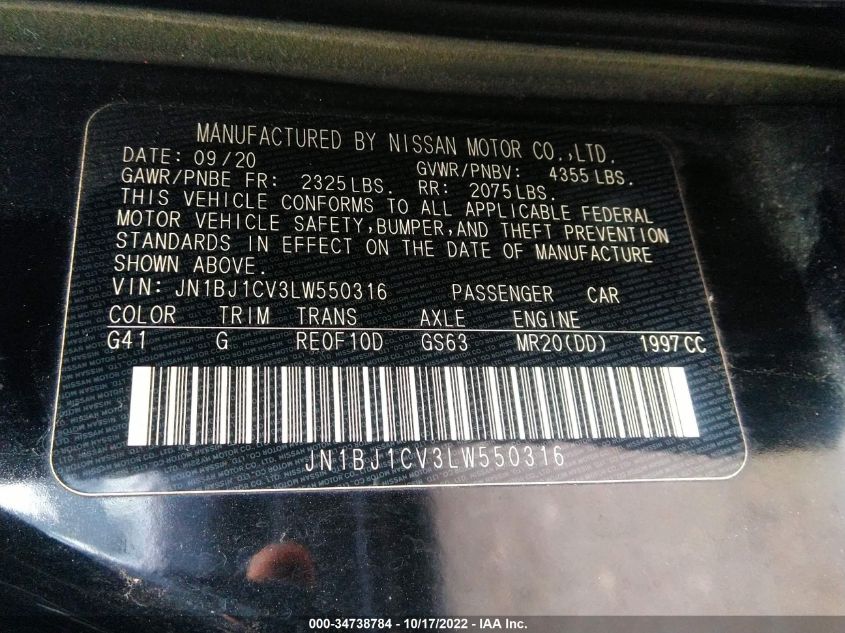 MANUFACTURED BY NISSAN MOTOR CO.,LTD.
DATE: 09/20 GVWR/PNBV: 4355 LBS.
GAWR/PNBE FR: 2325 LBS. RR: 2075 LBS.
THIS VEHICLE CONFORMS TO ALL APPLICABLE FEDERAL
MOTOR VEHICLE SAFETY, BUMPER, AND THEFT PREVENTION
STANDARDS IN EFFECT ON THE DATE OF MANUFACTURE
SHOWN ABOVE.
VIN: JN1BJ1CV3LW550316 PASSENGER CAR
COLOR TRIM TRANS AXLE ENGINE
G41 G RE0F10D GS63 MR20(DD) 1997 CC
JN1BJ1CV3LW550316
000-34738784 - 10/17/2022 - IAA Inc.